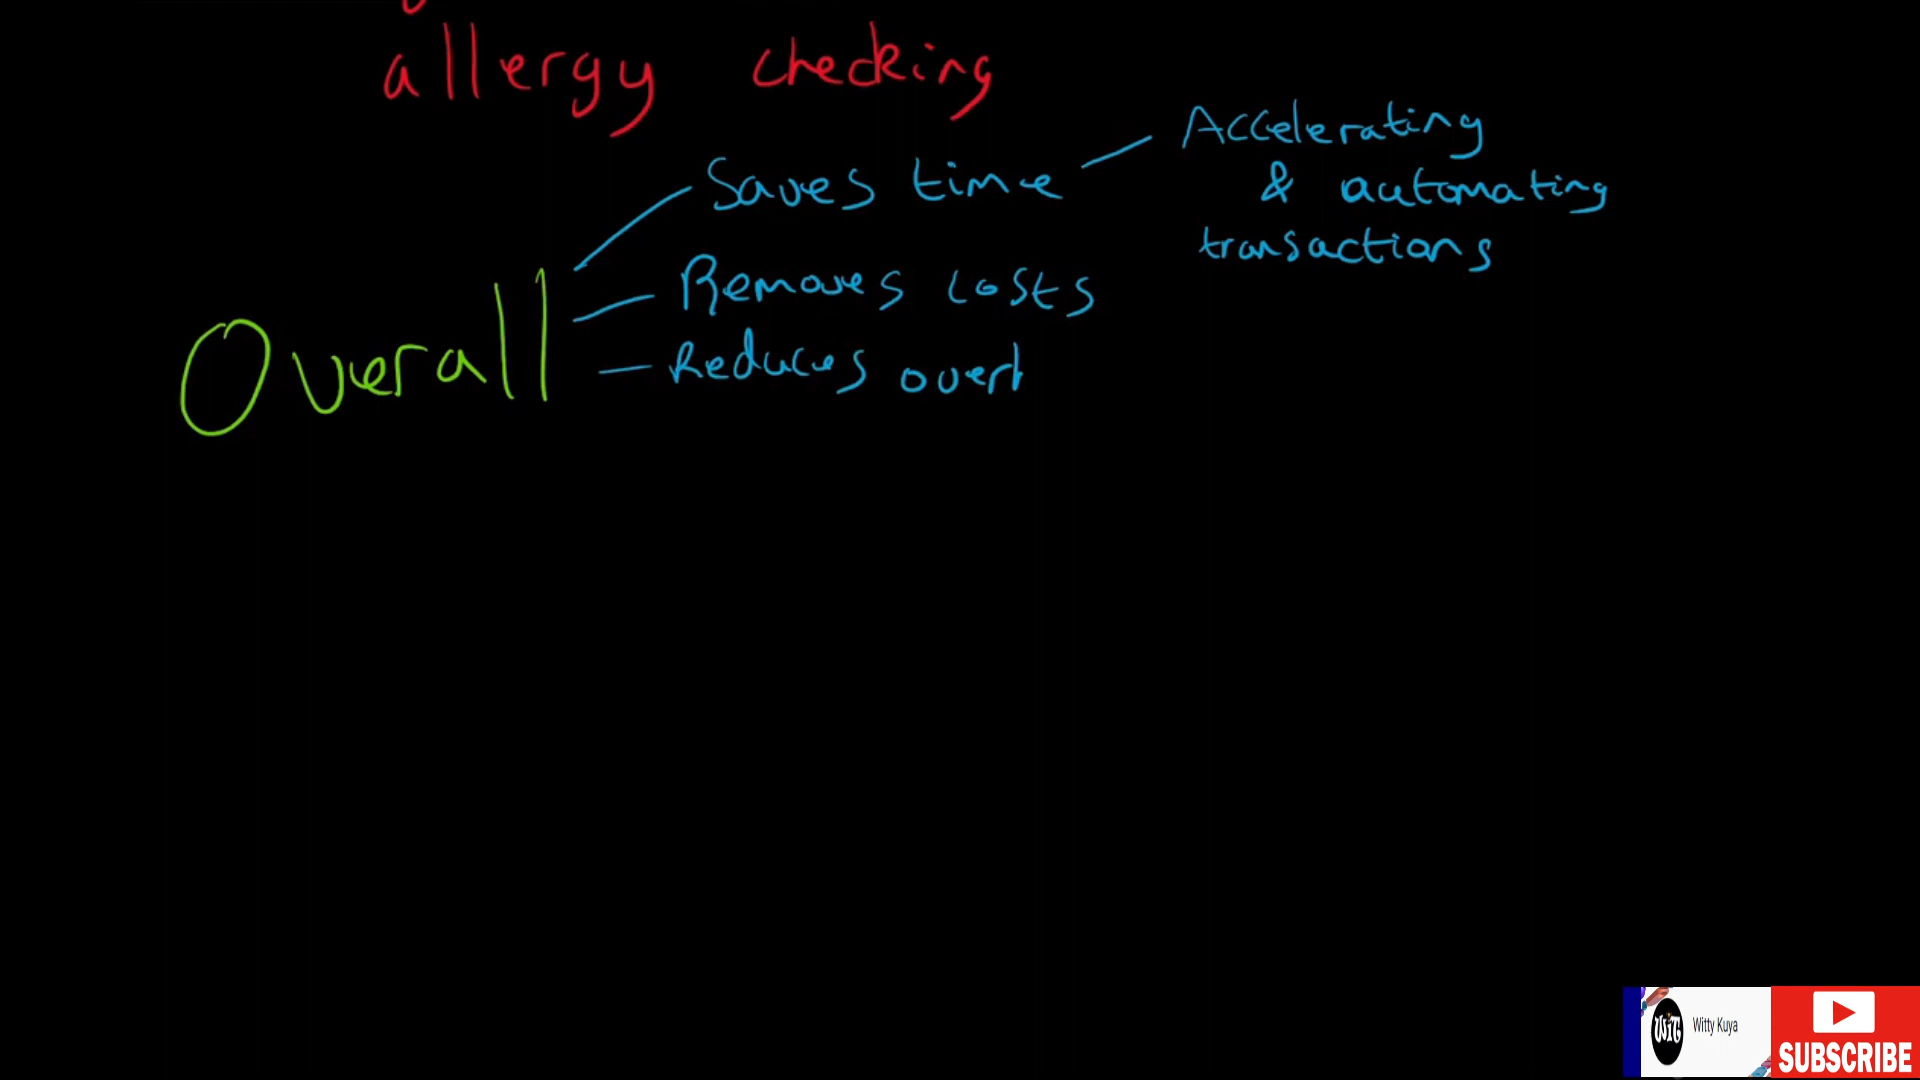 allergy checking
Saves time
Accelerating
& automating
transactions
Removes costs
Reduces overh
Overall
Witty Kuya
SUBSCRIBE